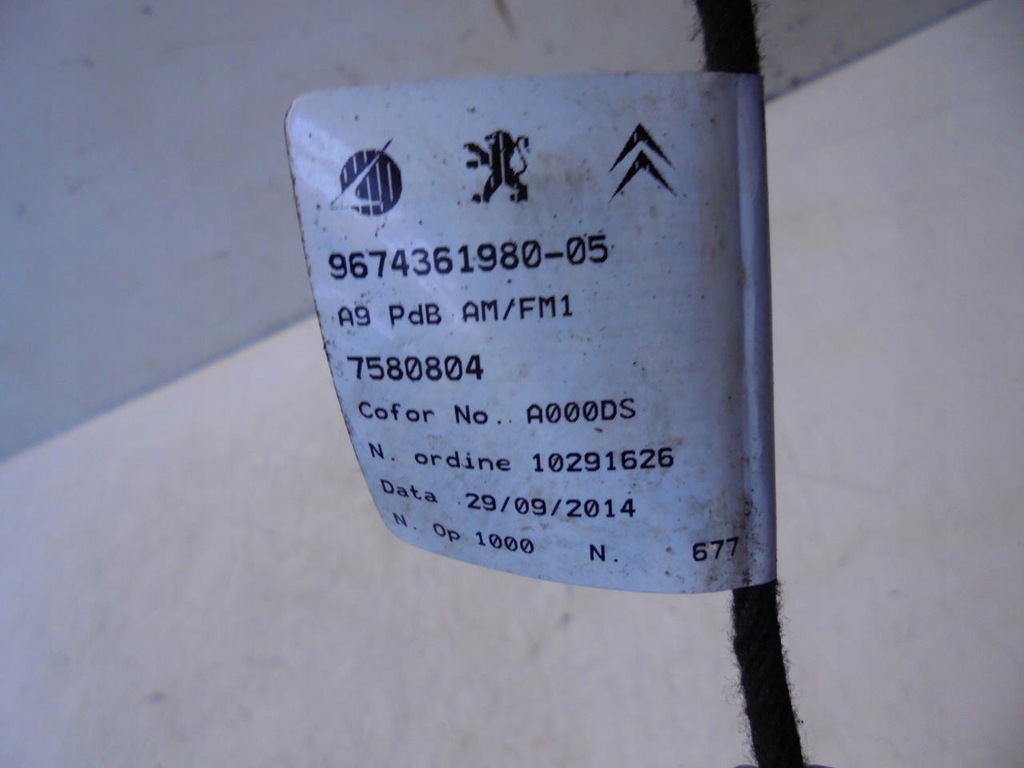 9674361980-05
A9 PdB AM/FM1
7580804
Cofor No. A000DS
N. ordine 10291626
Data 29/09/2014
N. Op 1000 N. 677